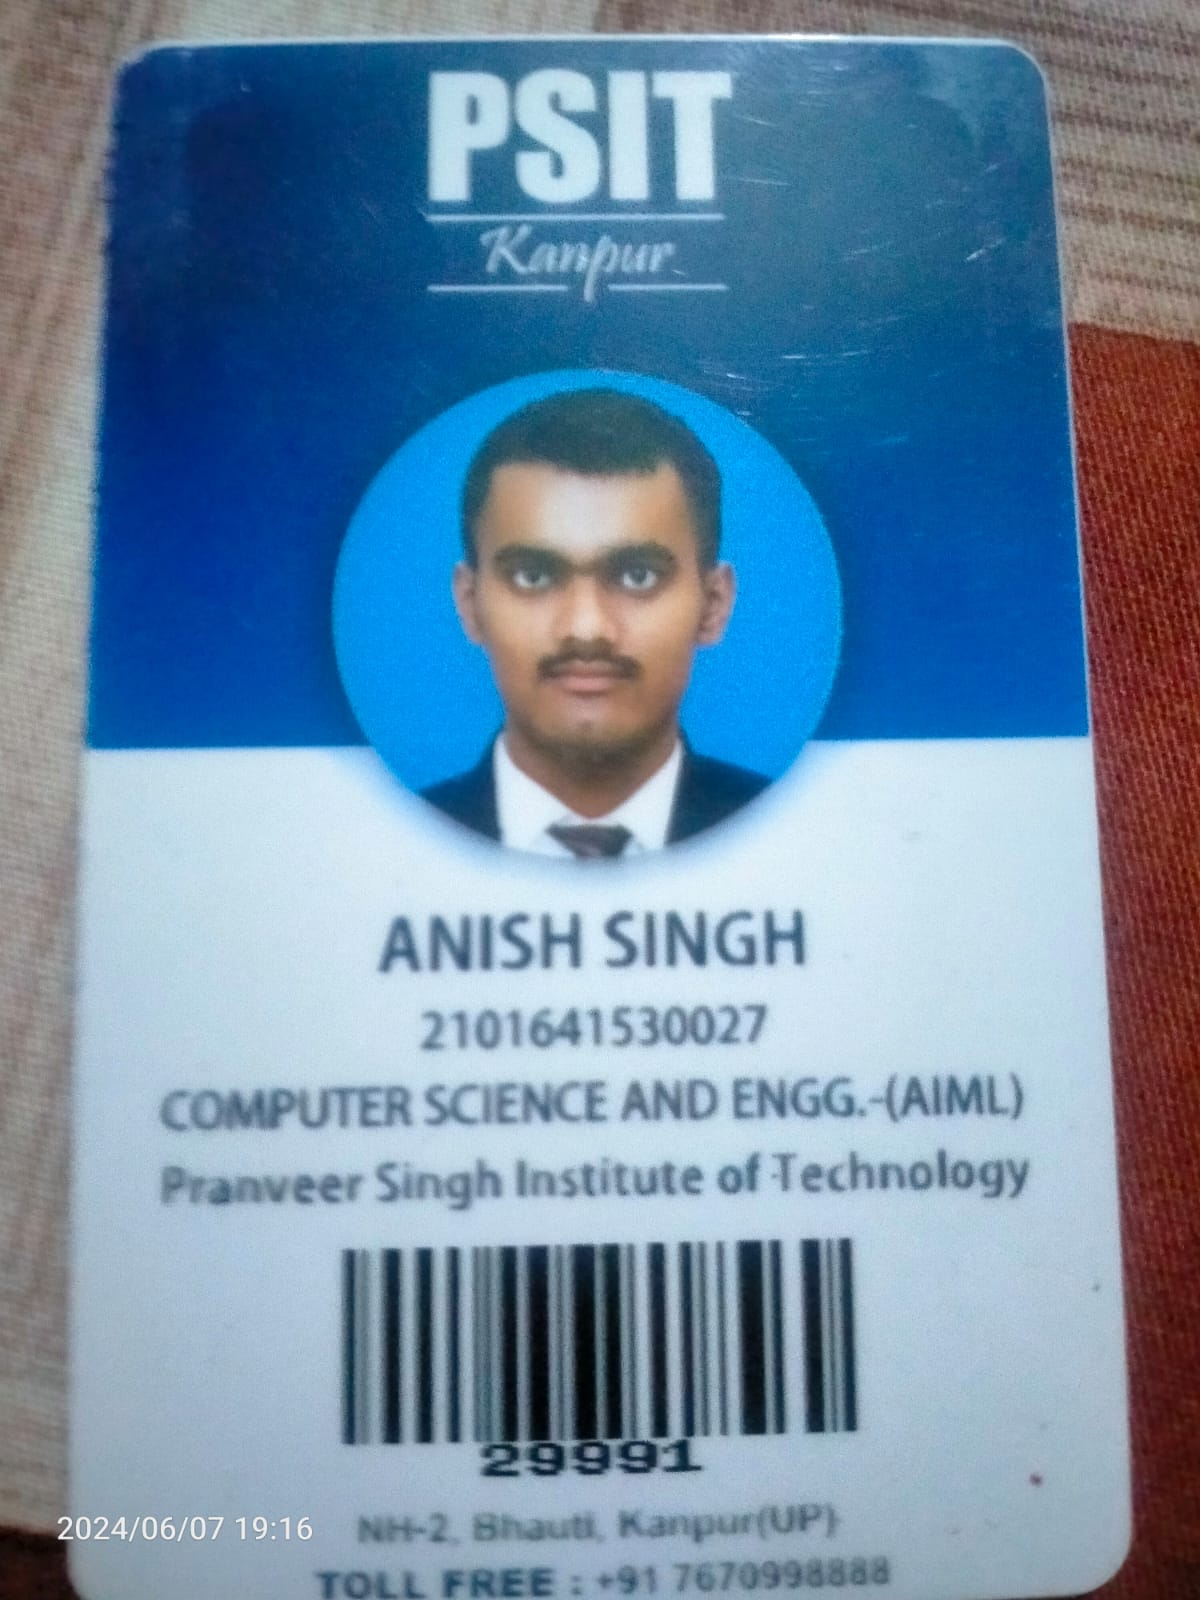 PSIT
Kanpur
ANISH SINGH
2101641530027
COMPUTER SCIENCE AND ENGG.-(AIML)
Pranveer Singh Institute of Technology
29991
NH-2, Bhauti, Kanpur(UP)
TOLL FREE : +91 7670998888
2024/06/07 19:16